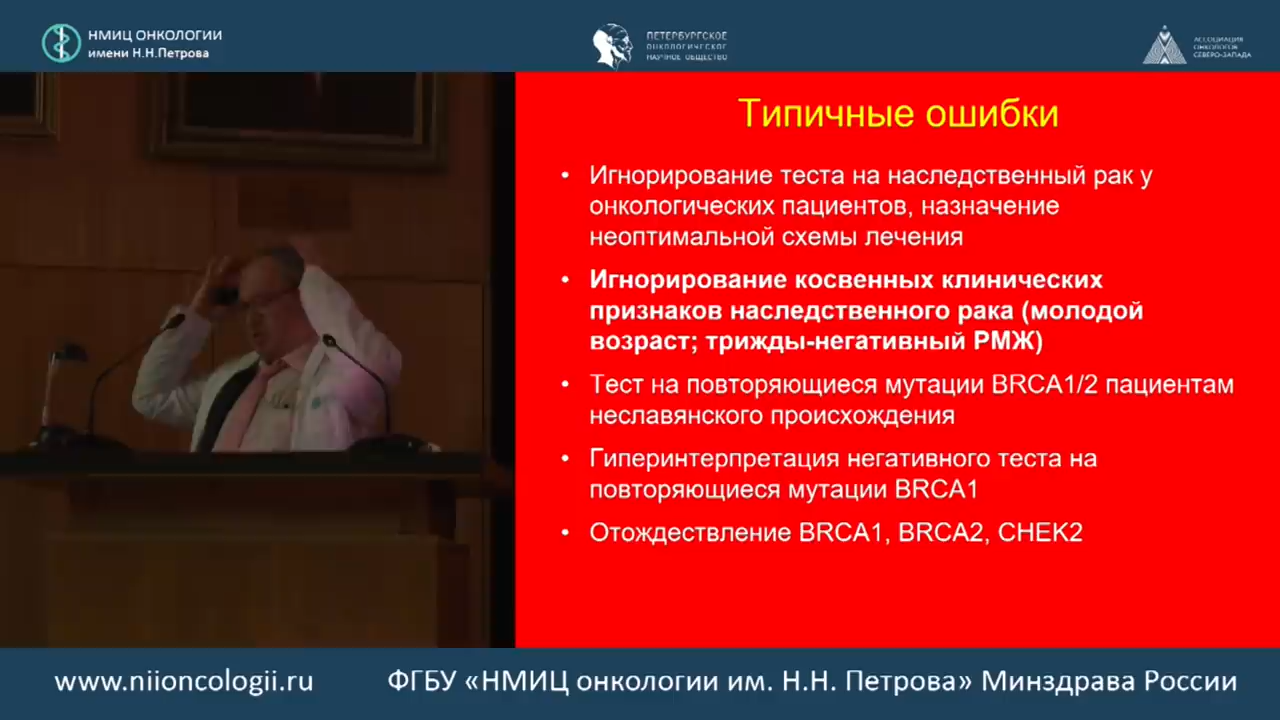 НМИЦ ОНКОЛОГИИ
имени Н.Н.Петрова
ПЕТЕРБУРГСКОЕ
ОНКОЛОГИЧЕСКОЕ
НАУЧНОЕ ОБЩЕСТВО
АССОЦИАЦИЯ
ОНКОЛОГОВ
СЕВЕРО-ЗАПАДА
Типичные ошибки
• Игнорирование теста на наследственный рак у
онкологических пациентов, назначение
неоптимальной схемы лечения
• Игнорирование косвенных клинических
признаков наследственного рака (молодой
возраст; трижды-негативный РМЖ)
• Тест на повторяющиеся мутации BRCA1/2 пациентам
неславянского происхождения
• Гиперинтерпретация негативного теста на
повторяющиеся мутации BRCA1
• Отождествление BRCA1, BRCA2, CHEK2
www.niioncologii.ru
ФГБУ «НМИЦ онкологии им. Н.Н. Петрова» Минздрава России